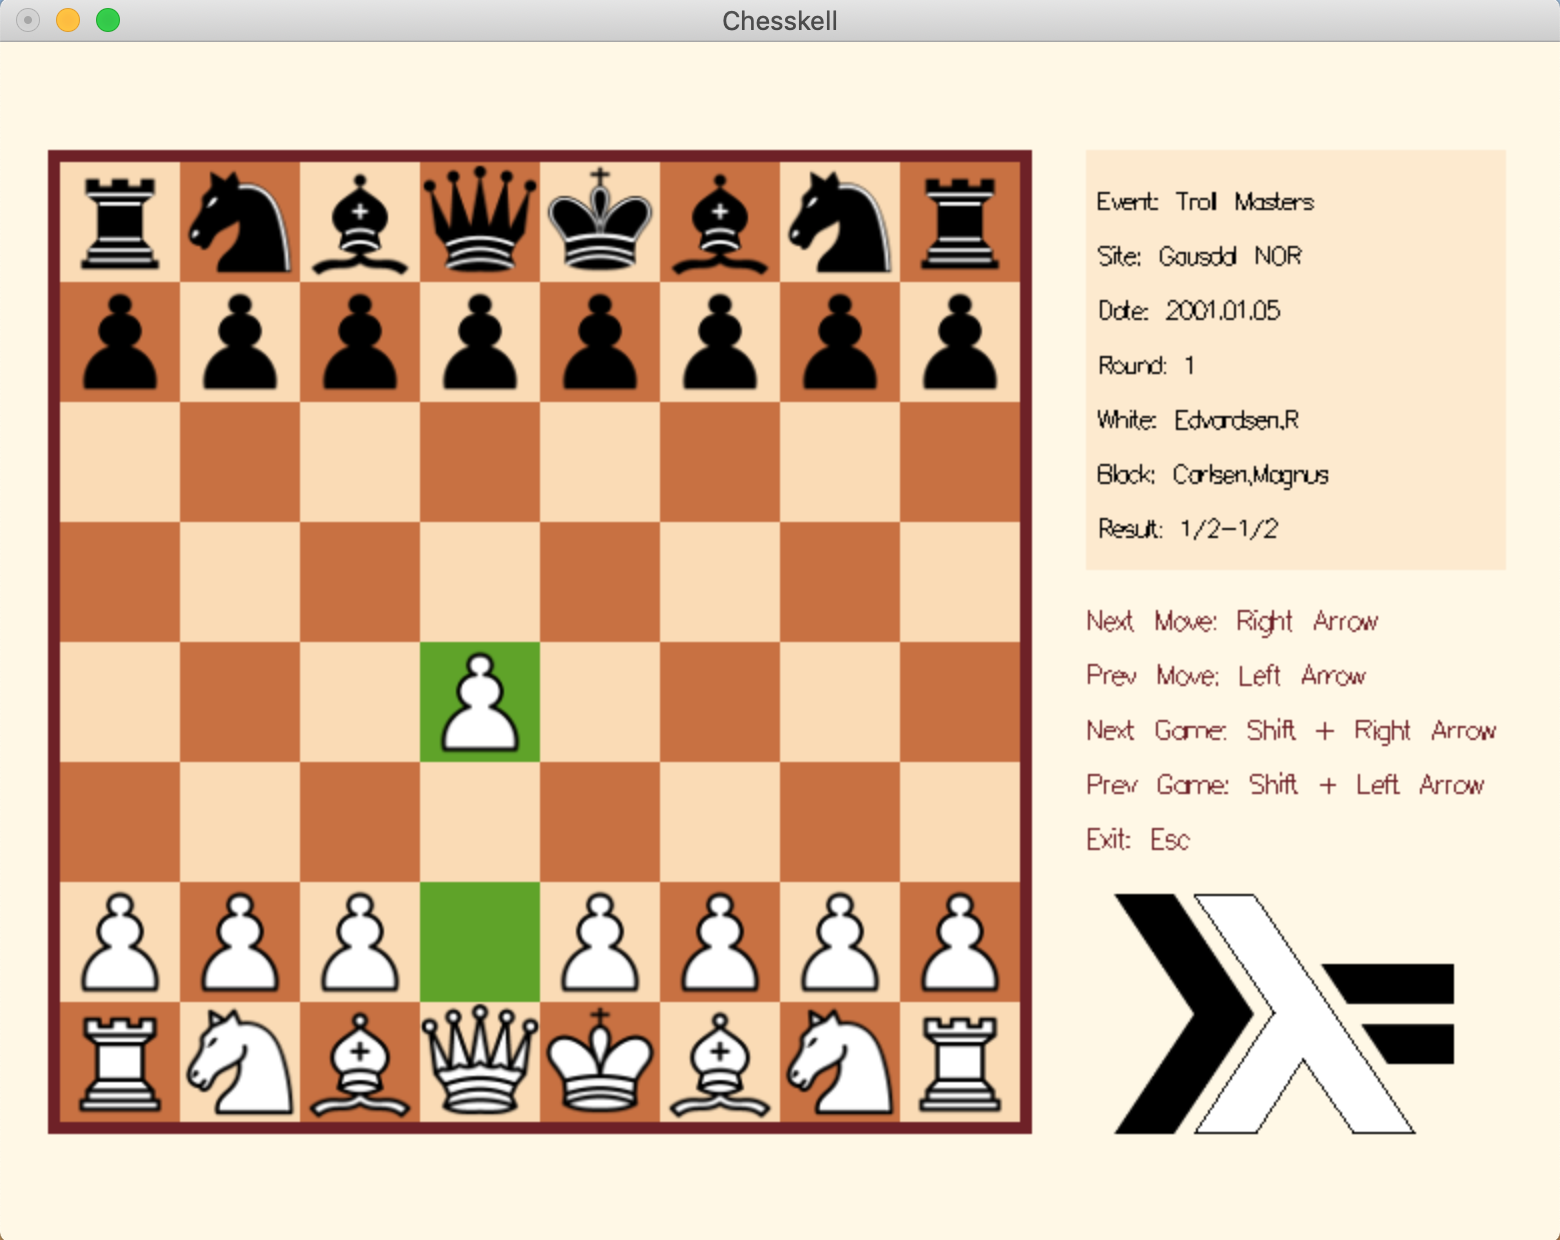 Chesskell
Event: Troll Masters
Site: Gausdal NOR
Date: 2001.01.05
Round: 1
White: Edvardsen,R
Black: Carlsen,Magnus
Result: 1/2-1/2
Next Move: Right Arrow
Prev Move: Left Arrow
Next Game: Shift + Right Arrow
Prev Game: Shift + Left Arrow
Exit: Esc